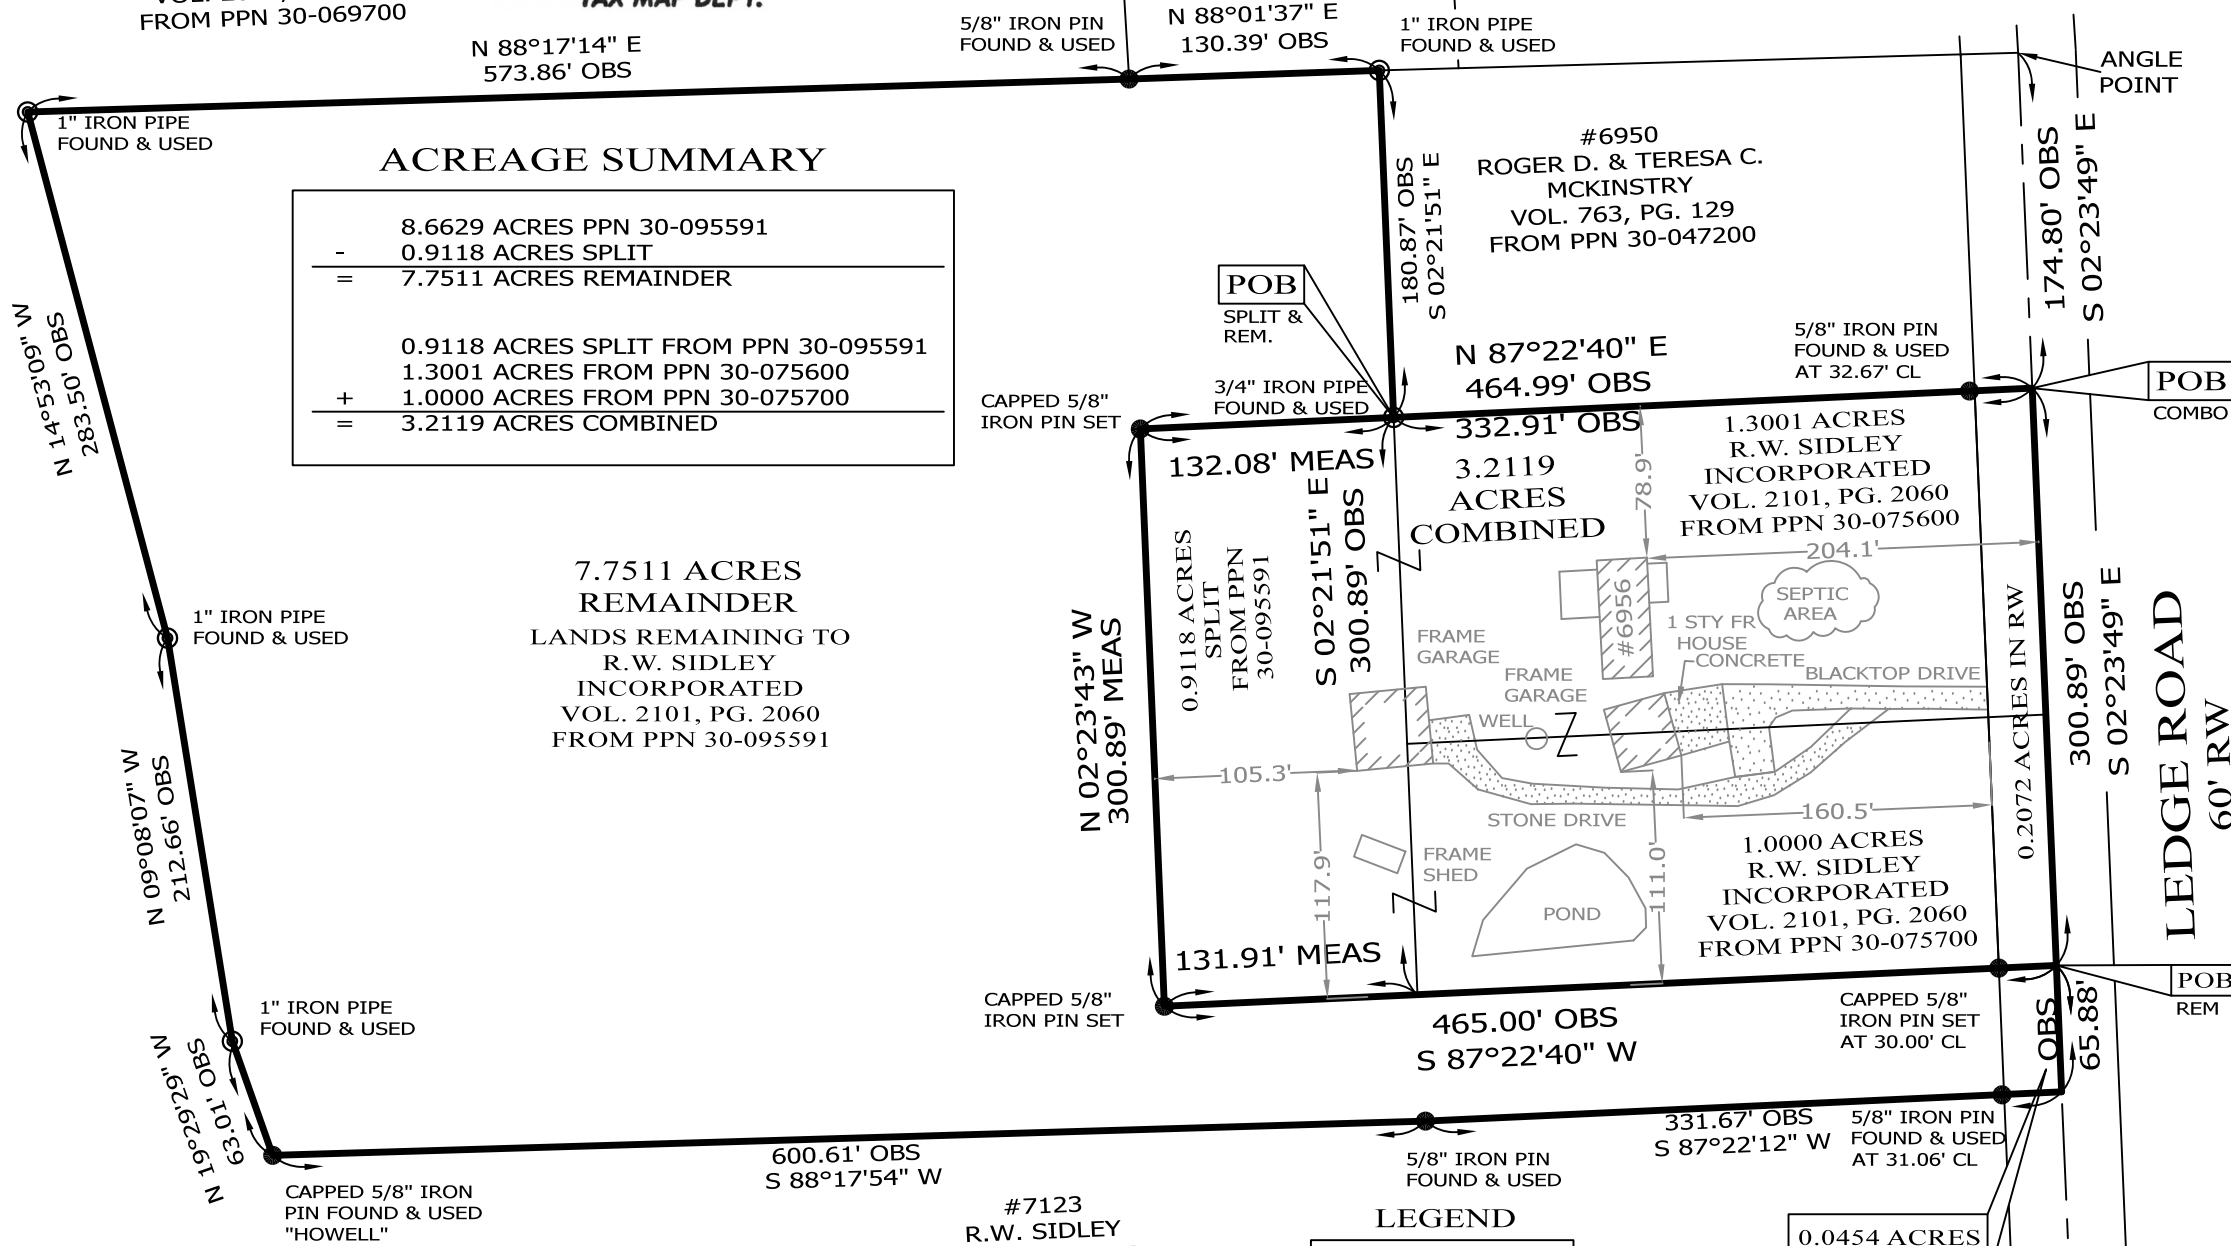 FROM PPN 30-069700
TAX MAP DEPT.
N 88°17'14" E
573.86' OBS
5/8" IRON PIN
FOUND & USED
N 88°01'37" E
130.39' OBS
1" IRON PIPE
FOUND & USED
ANGLE
POINT
1" IRON PIPE
FOUND & USED
ACREAGE SUMMARY
8.6629 ACRES PPN 30-095591
- 0.9118 ACRES SPLIT
= 7.7511 ACRES REMAINDER
0.9118 ACRES SPLIT FROM PPN 30-095591
1.3001 ACRES FROM PPN 30-075600
+ 1.0000 ACRES FROM PPN 30-075700
= 3.2119 ACRES COMBINED
180.87' OBS
S 02°21'51" E
#6950
ROGER D. & TERESA C.
MCKINSTRY
VOL. 763, PG. 129
FROM PPN 30-047200
174.80' OBS
S 02°23'49" E
POB
SPLIT &
REM.
N 14°53'09" W
283.50' OBS
N 87°22'40" E
464.99' OBS
332.91' OBS
5/8" IRON PIN
FOUND & USED
AT 32.67' CL
POB
COMBO
CAPPED 5/8"
IRON PIN SET
3/4" IRON PIPE
FOUND & USED
132.08' MEAS
3.2119
ACRES
COMBINED
78.9'
1.3001 ACRES
R.W. SIDLEY
INCORPORATED
VOL. 2101, PG. 2060
FROM PPN 30-075600
204.1'
7.7511 ACRES
REMAINDER
LANDS REMAINING TO
R.W. SIDLEY
INCORPORATED
VOL. 2101, PG. 2060
FROM PPN 30-095591
1" IRON PIPE
FOUND & USED
N 02°23'43" W
300.89' MEAS
0.9118 ACRES
SPLIT
FROM PPN
30-095591
S 02°21'51" E
300.89' OBS
FRAME
GARAGE
#6956
1 STY FR
HOUSE
SEPTIC
AREA
CONCRETE
BLACKTOP DRIVE
FRAME
GARAGE
WELL
0.2072 ACRES IN RW
300.89' OBS
S 02°23'49" E
LEDGE ROAD
60' RW
105.3'
160.5'
STONE DRIVE
117.9'
FRAME
SHED
POND
111.0'
1.0000 ACRES
R.W. SIDLEY
INCORPORATED
VOL. 2101, PG. 2060
FROM PPN 30-075700
N 09°08'07" W
212.66' OBS
131.91' MEAS
CAPPED 5/8"
IRON PIN SET
465.00' OBS
S 87°22'40" W
CAPPED 5/8"
IRON PIN SET
AT 30.00' CL
POB
REM
OBS
65.88'
1" IRON PIPE
FOUND & USED
N 19°29'29" W
63.01' OBS
600.61' OBS
S 88°17'54" W
331.67' OBS
S 87°22'12" W
5/8" IRON PIN
FOUND & USED
AT 31.06' CL
5/8" IRON PIN
FOUND & USED
CAPPED 5/8" IRON
PIN FOUND & USED
"HOWELL"
#7123
R.W. SIDLEY
LEGEND
0.0454 ACRES